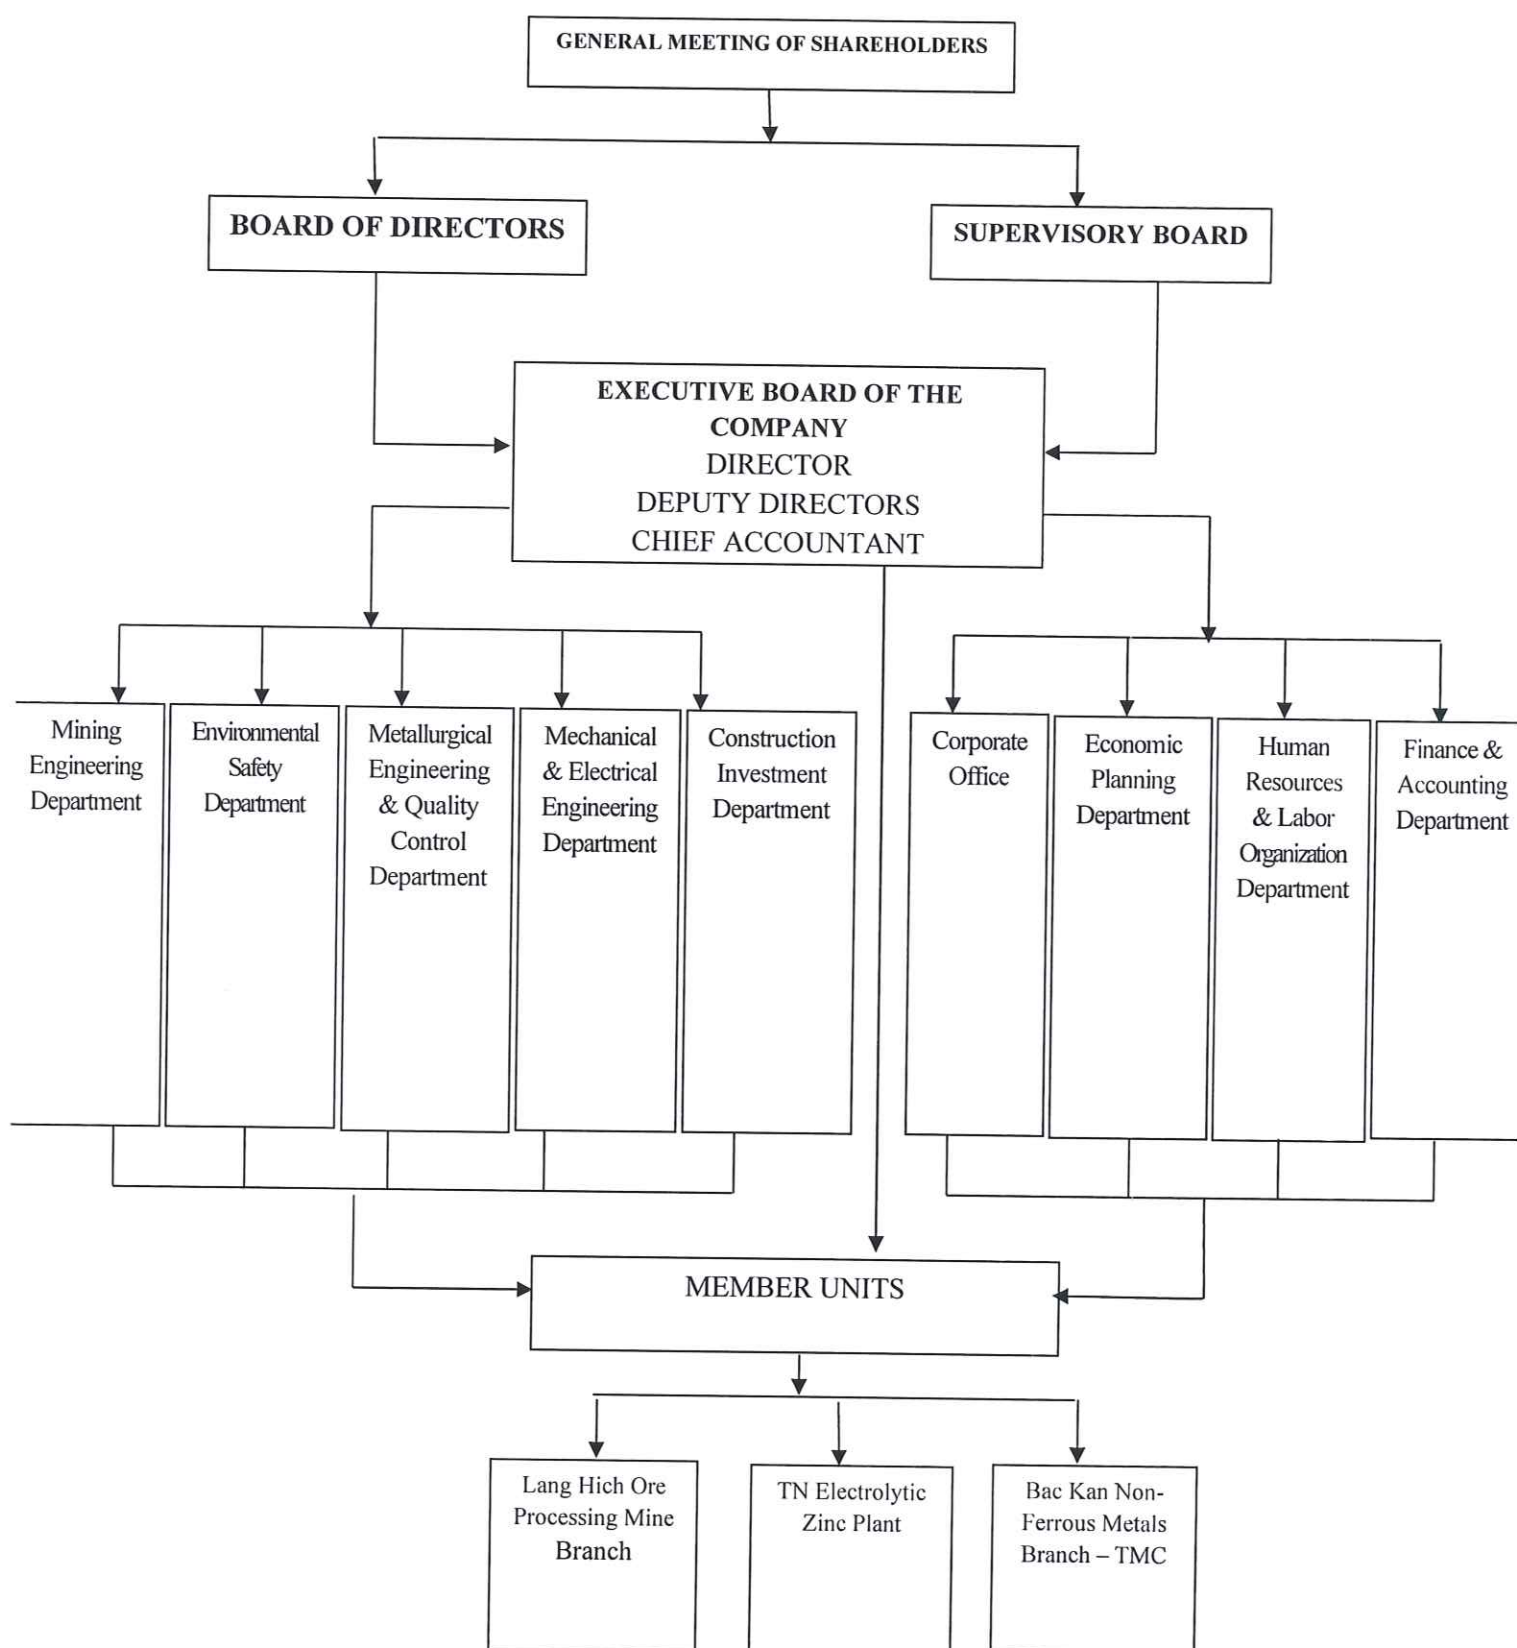 GENERAL MEETING OF SHAREHOLDERS
BOARD OF DIRECTORS
SUPERVISORY BOARD
EXECUTIVE BOARD OF THE
COMPANY
DIRECTOR
DEPUTY DIRECTORS
CHIEF ACCOUNTANT
Mining
Engineering
Department
Environmental
Safety
Department
Metallurgical
Engineering
& Quality
Control
Department
Mechanical
& Electrical
Engineering
Department
Construction
Investment
Department
Corporate
Office
Economic
Planning
Department
Human
Resources
& Labor
Organization
Department
Finance &
Accounting
Department
MEMBER UNITS
Lang Hich Ore
Processing Mine
Branch
TN Electrolytic
Zinc Plant
Bac Kan Non-
Ferrous Metals
Branch – TMC